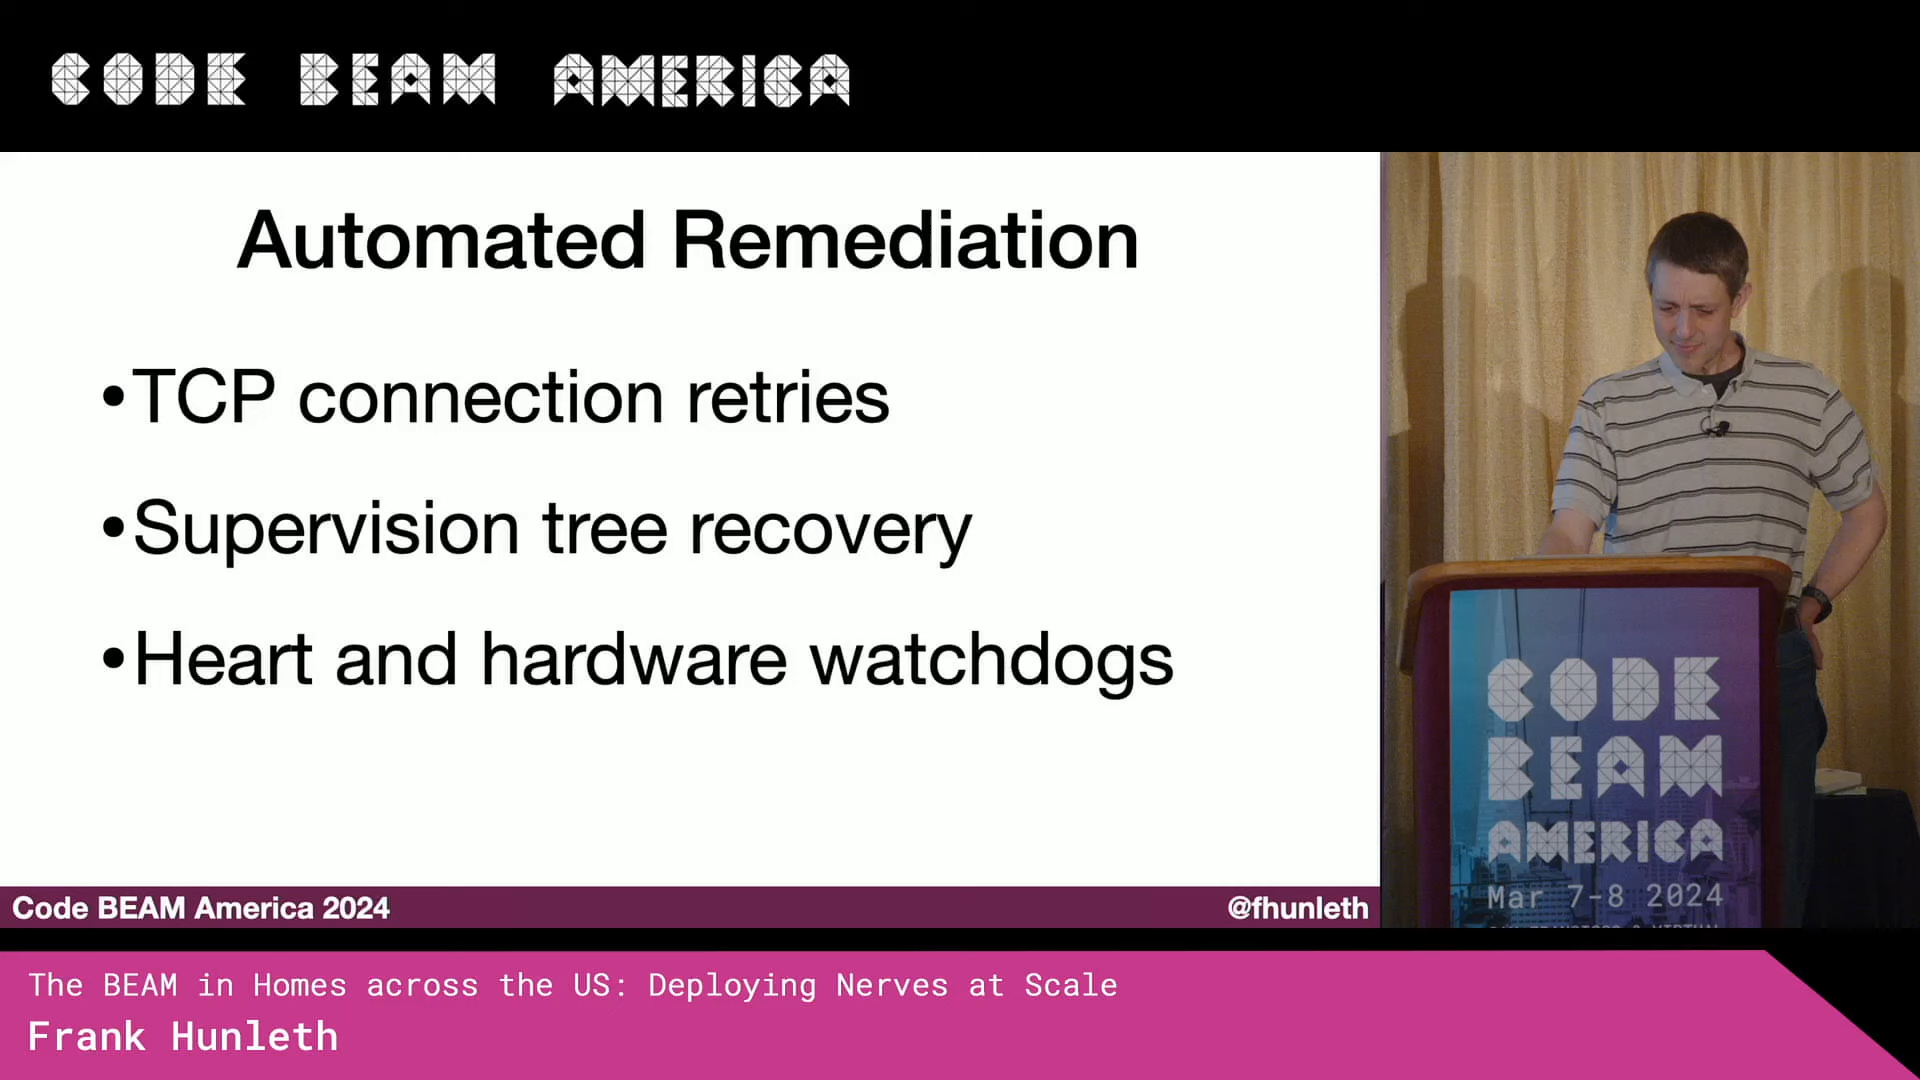 CODE BEAM AMERICA
Automated Remediation
•TCP connection retries
•Supervision tree recovery
•Heart and hardware watchdogs
Code BEAM America 2024
@fhunleth
CODE
BEAM
AMERICA
Mar 7-8 2024
The BEAM in Homes across the US: Deploying Nerves at Scale
Frank Hunleth